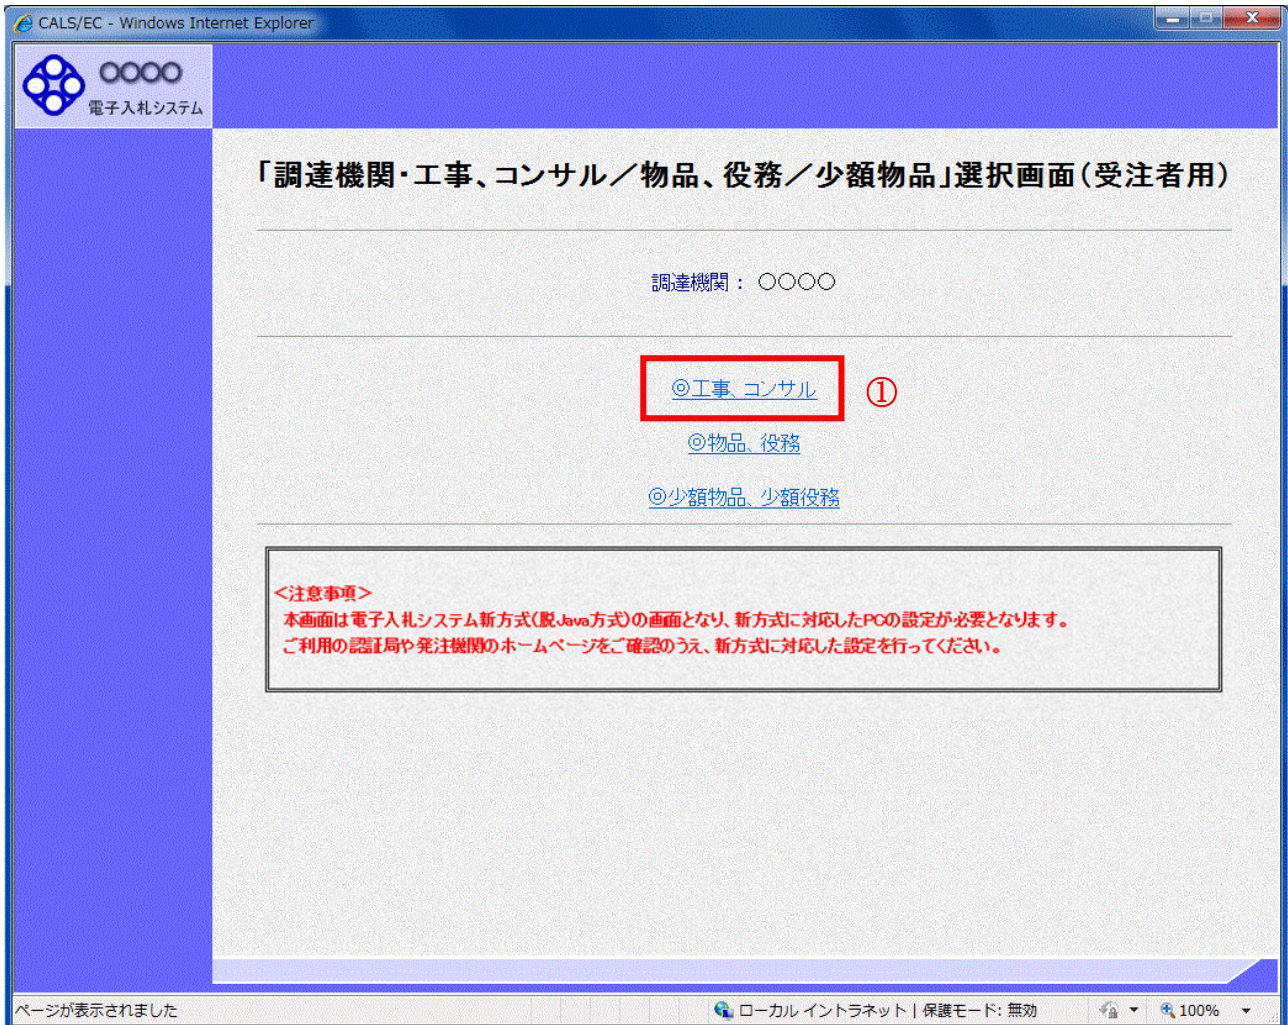 CALS/EC - Windows Internet Explorer
○○○○
電子入札システム
「調達機関・工事、コンサル／物品、役務／少額物品」選択画面（受注者用）
調達機関： ○○○○
◎工事、コンサル
①
◎物品、役務
◎少額物品、少額役務
＜注意事項＞
本画面は電子入札システム新方式(脱Java方式)の画面となり、新方式に対応したPCの設定が必要となります。
ご利用の認証局や発注機関のホームページをご確認のうえ、新方式に対応した設定を行ってください。
ページが表示されました
ローカル イントラネット | 保護モード: 無効
100%